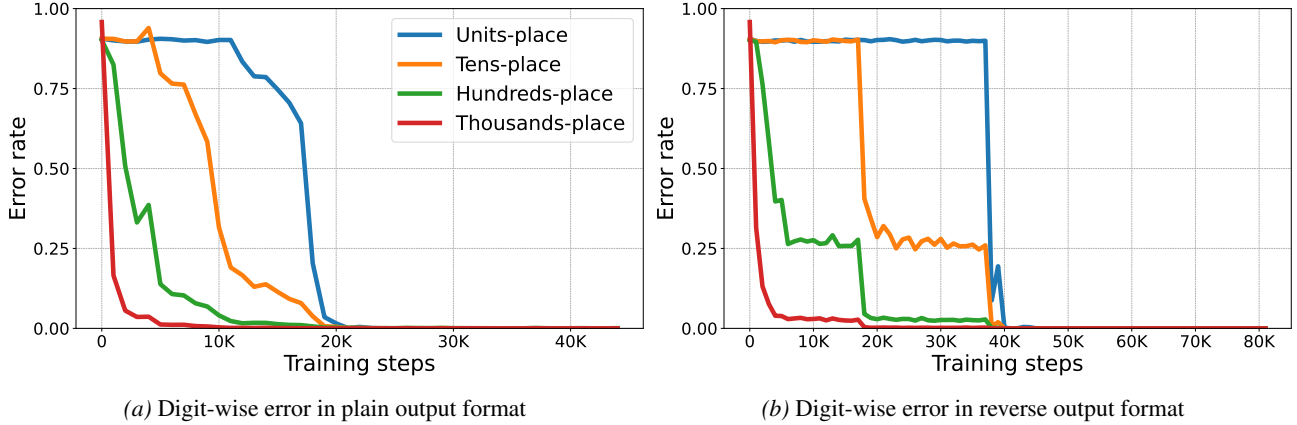 1.00
0.75
0.50
0.25
0.00
Error rate
0
10K
20K
30K
40K
Training steps
Units-place
Tens-place
Hundreds-place
Thousands-place
(a) Digit-wise error in plain output format
1.00
0.75
0.50
0.25
0.00
Error rate
0
10K
20K
30K
40K
50K
60K
70K
80K
Training steps
(b) Digit-wise error in reverse output format